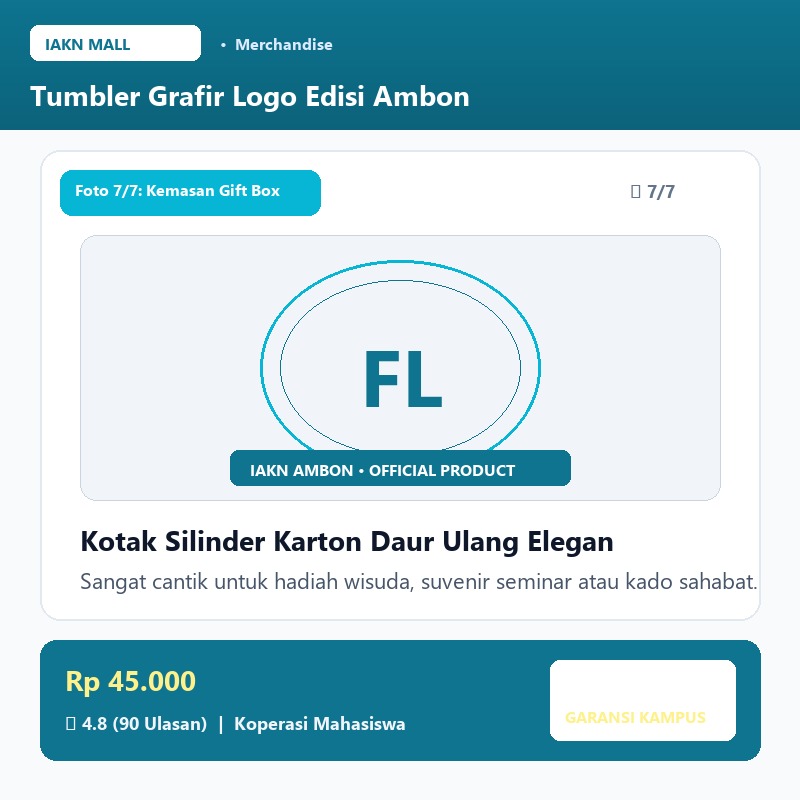 IAKN MALL
• Merchandise
Tumbler Grafir Logo Edisi Ambon
Foto 7/7: Kemasan Gift Box
7/7
FL
IAKN AMBON • OFFICIAL PRODUCT
Kotak Silinder Karton Daur Ulang Elegan
Sangat cantik untuk hadiah wisuda, suvenir seminar atau kado sahabat.
Rp 45.000
4.8 (90 Ulasan) | Koperasi Mahasiswa
GARANSI KAMPUS